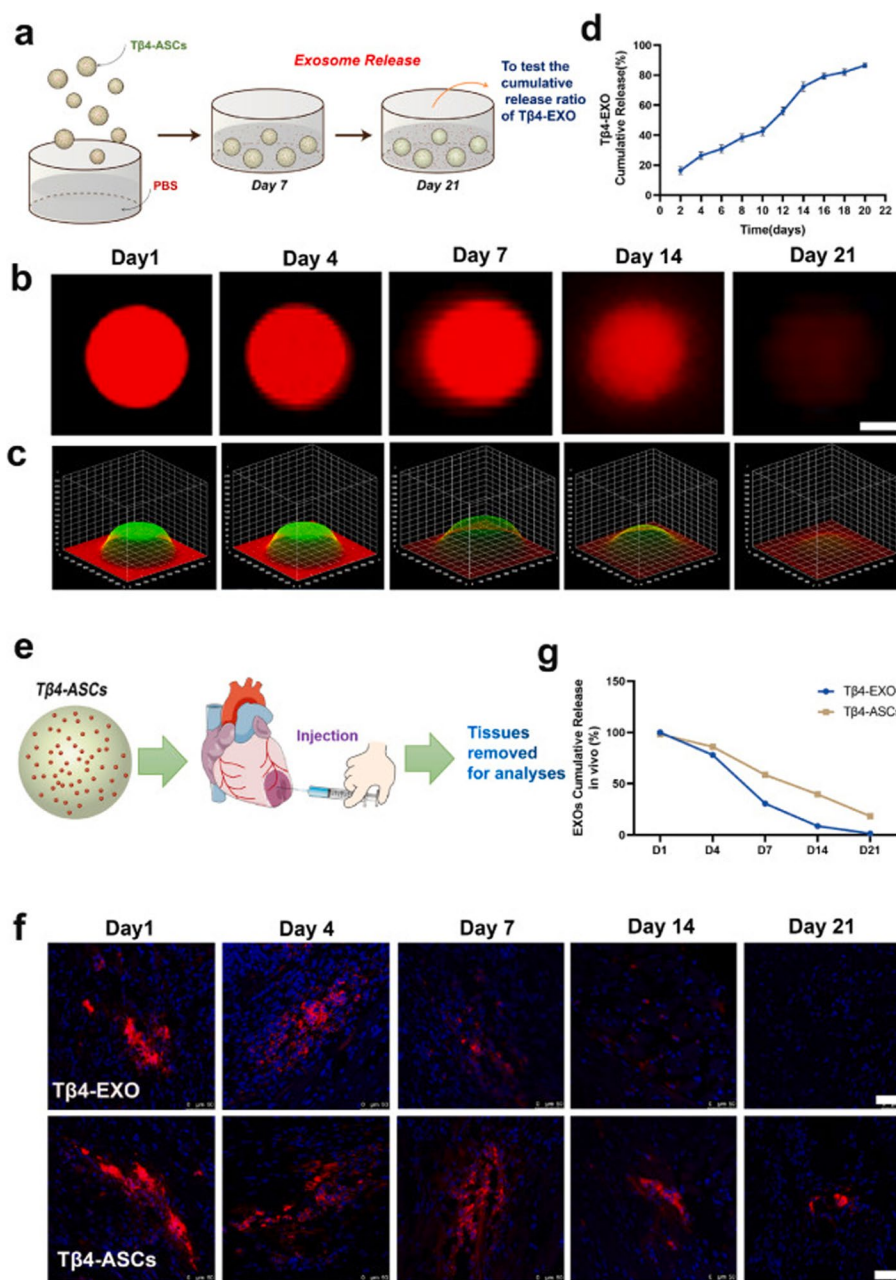 a
Tβ4-ASCs
PBS
Exosome Release
Day 7
Day 21
To test the
cumulative
release ratio
of Tβ4-EXO
d
Tβ4-EXO
Cumulative Release(%)
100
80
60
40
20
0
0 2 4 6 8 10 12 14 16 18 20 22
Time(days)
b
Day1 Day 4 Day 7 Day 14 Day 21
c
e
Tβ4-ASCs
Injection
Tissues
removed
for analyses
g
EXOs Cumulative Release
in vivo (%)
150
100
50
0
D1 D4 D7 D14 D21
Tβ4-EXO
Tβ4-ASCs
f
Day1 Day 4 Day 7 Day 14 Day 21
Tβ4-EXO
Tβ4-ASCs